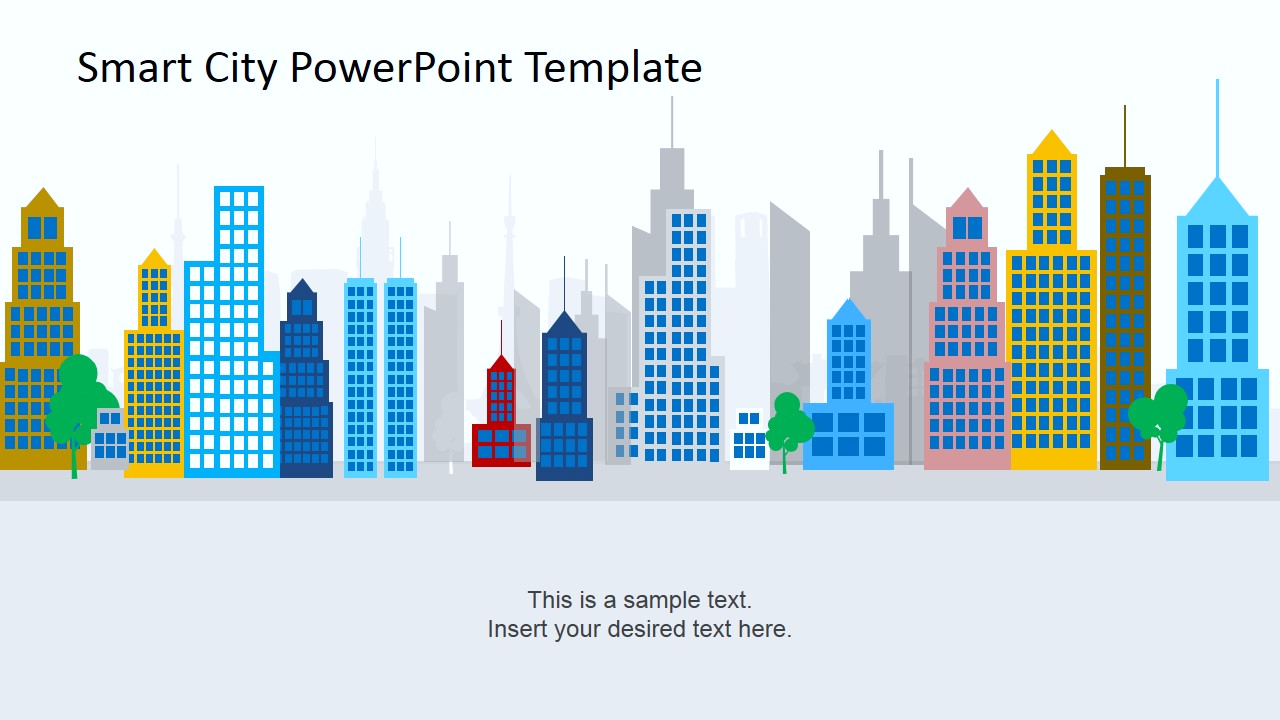 Smart City PowerPoint Template
This is a sample text.
Insert your desired text here.